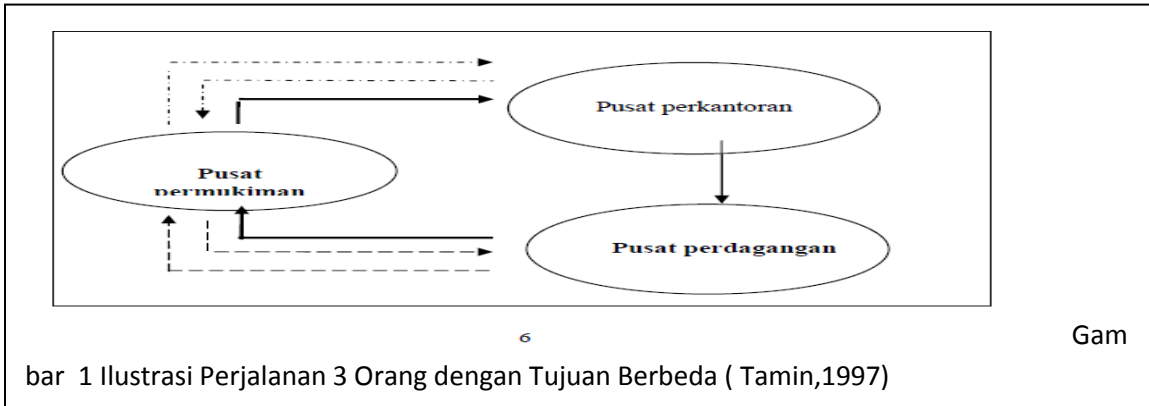 Pusat perkantoran
Pusat
permukiman
Pusat perdagangan
6
Gam
bar 1 Ilustrasi Perjalanan 3 Orang dengan Tujuan Berbeda ( Tamin,1997)